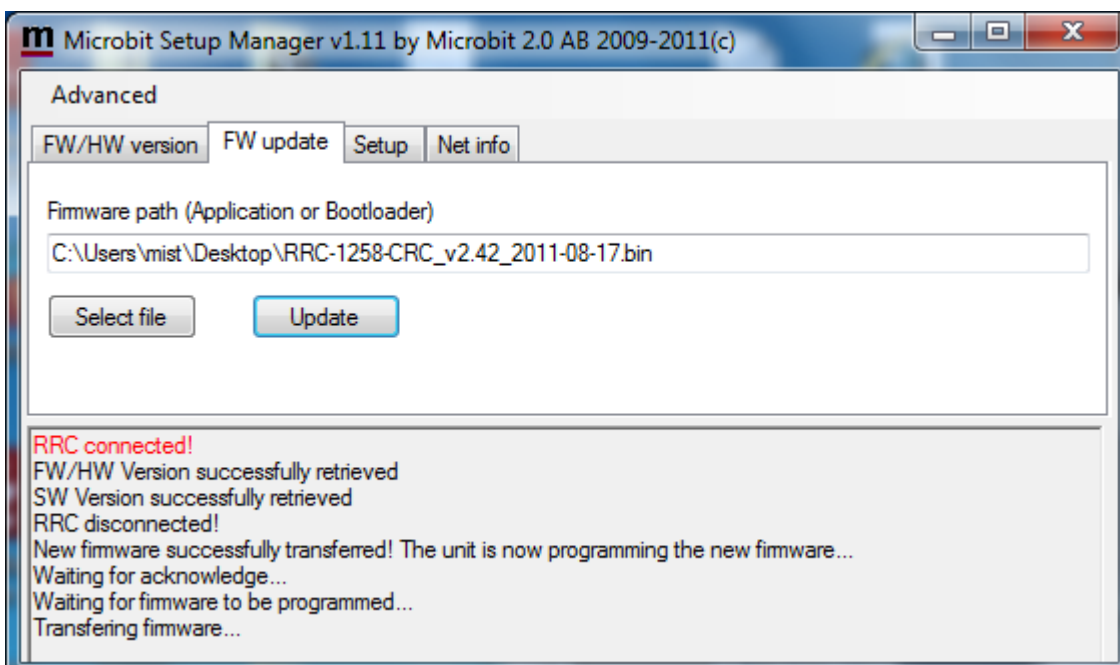 m Microbit Setup Manager v1.11 by Microbit 2.0 AB 2009-2011(c)
Advanced
FW/HW version FW update Setup Net info
Firmware path (Application or Bootloader)
C:\Users\mist\Desktop\RRC-1258-CRC_v2.42_2011-08-17.bin
Select file Update
RRC connected!
FW/HW Version successfully retrieved
SW Version successfully retrieved
RRC disconnected!
New firmware successfully transferred! The unit is now programming the new firmware...
Waiting for acknowledge...
Waiting for firmware to be programmed...
Transfering firmware...